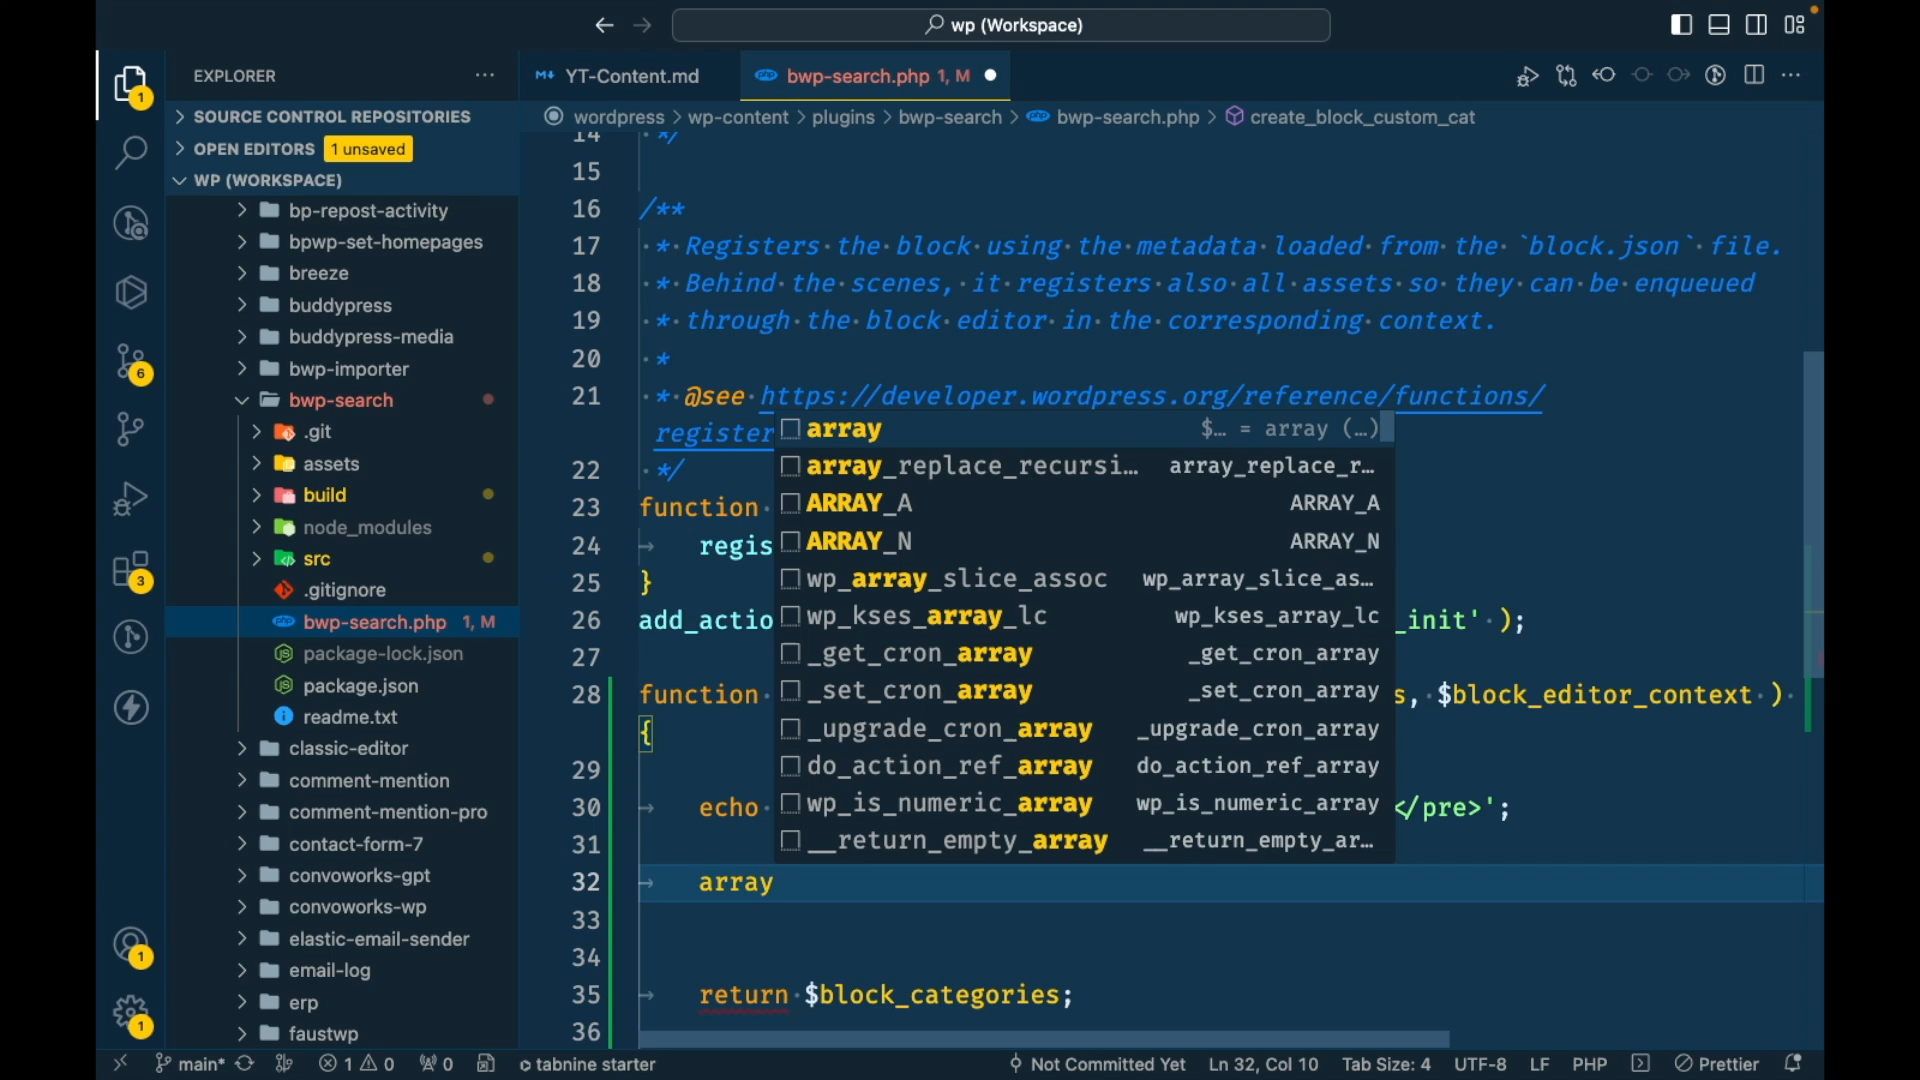 wp (Workspace)
EXPLORER
1
SOURCE CONTROL REPOSITORIES
OPEN EDITORS 1 unsaved
WP (WORKSPACE)
bp-repost-activity
bpwp-set-homepages
breeze
buddypress
buddypress-media
bwp-importer
6
bwp-search
.git
assets
build
node_modules
src
3
.gitignore
bwp-search.php 1, M
package-lock.json
package.json
readme.txt
classic-editor
comment-mention
comment-mention-pro
contact-form-7
convoworks-gpt
convoworks-wp
elastic-email-sender
1
email-log
erp
1
faustwp
YT-Content.md
php bwp-search.php 1, M
wordpress > wp-content > plugins > bwp-search > php bwp-search.php > create_block_custom_cat
14 */
15
16 /**
17 * Registers the block using the metadata loaded from the `block.json` file.
18 * Behind the scenes, it registers also all assets so they can be enqueued
19 * through the block editor in the corresponding context.
20 *
21 * @see https://developer.wordpress.org/reference/functions/
register
22 */
23 function
24 regis
25 }
26 add_actio _init' );
27
28 function s, $block_editor_context )
{
29
30 echo </pre>';
31
32 array
33
34
35 return $block_categories;
36
array $… = array (…)
array_replace_recursi… array_replace_r…
ARRAY_A ARRAY_A
ARRAY_N ARRAY_N
wp_array_slice_assoc wp_array_slice_as…
wp_kses_array_lc wp_kses_array_lc
_get_cron_array _get_cron_array
_set_cron_array _set_cron_array
_upgrade_cron_array _upgrade_cron_array
do_action_ref_array do_action_ref_array
wp_is_numeric_array wp_is_numeric_array
__return_empty_array __return_empty_ar…
main* 1 0 0 tabnine starter Not Committed Yet Ln 32, Col 10 Tab Size: 4 UTF-8 LF PHP Prettier